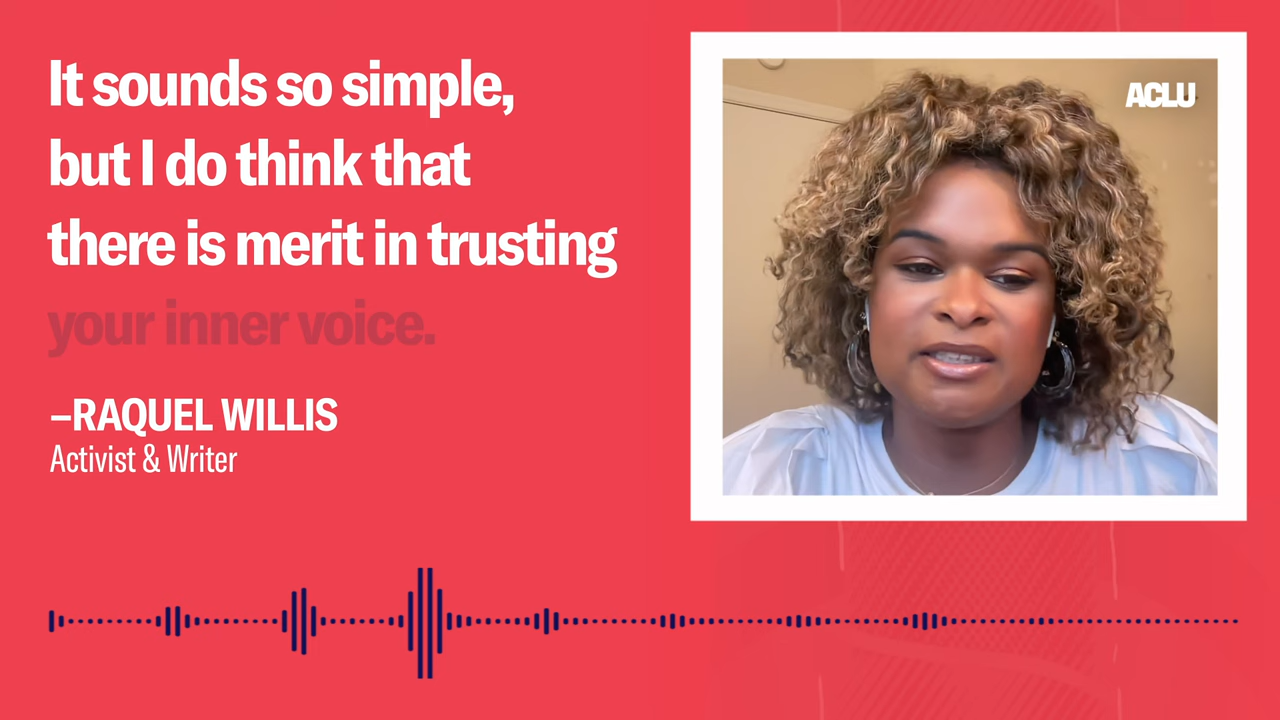 It sounds so simple,
but I do think that
there is merit in trusting
your inner voice.
–RAQUEL WILLIS
Activist & Writer
ACLU